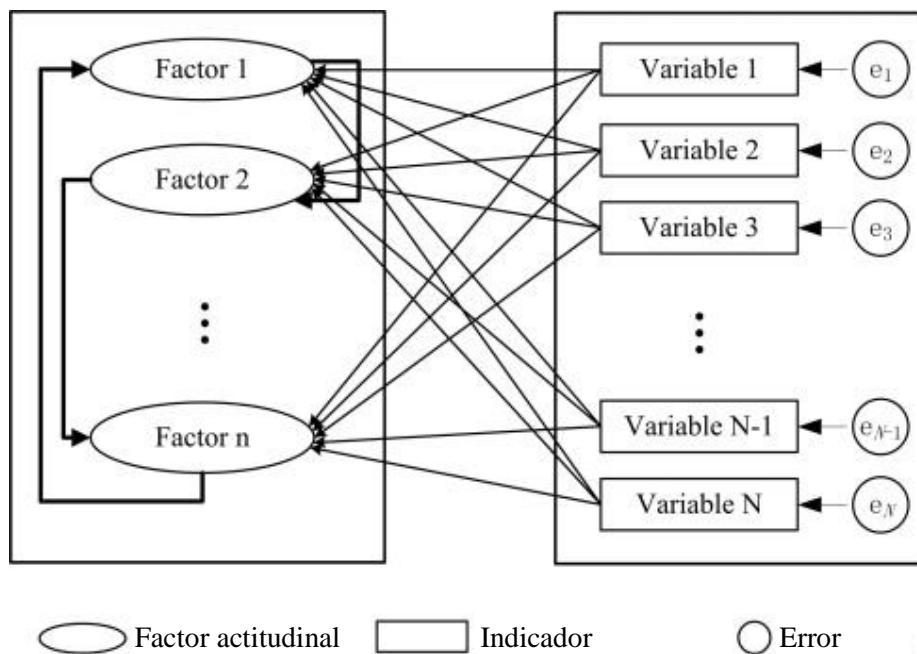 Factor 1
Variable 1
e1
Factor 2
Variable 2
e2
Variable 3
e3
Factor n
Variable N-1
eN-1
Variable N
eN
Factor actitudinal
Indicador
Error